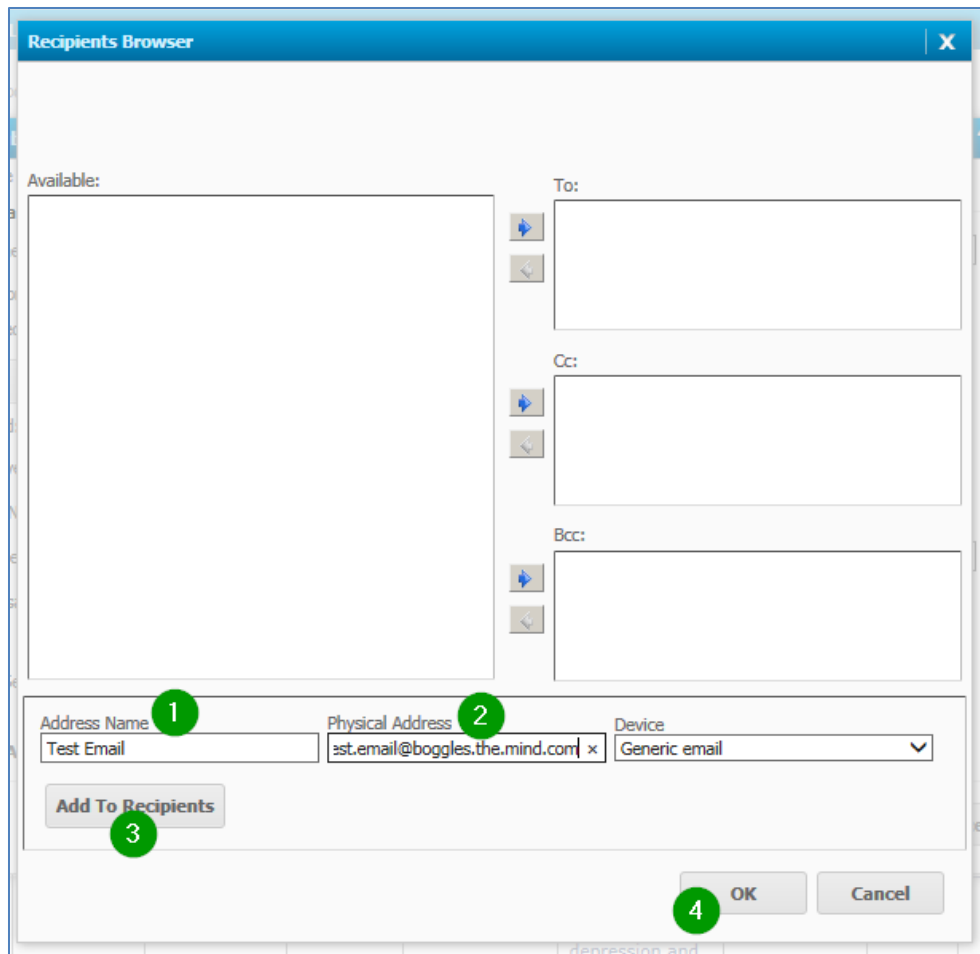 Recipients Browser X
Available:
To:
Cc:
Bcc:
Address Name 1
Physical Address 2
Device
Test Email
est.email@boggles.the.mind.com ×
Generic email
Add To Recipients
3
OK
Cancel
4
depression and